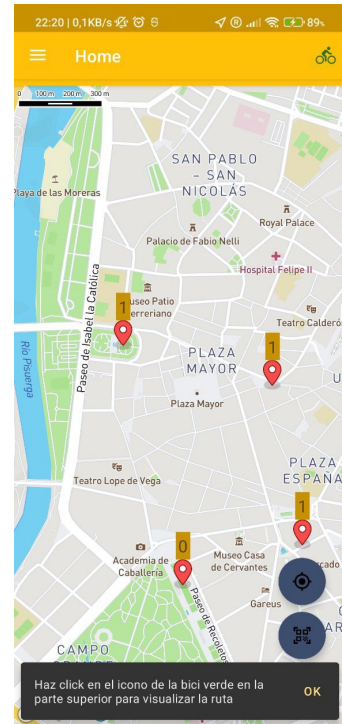 22:20 | 0,1KB/s
89%
Home
0 100 m 200 m 300 m
SAN PABLO
- SAN
NICOLÁS
Playa de las Moreras
Royal Palace
Palacio de Fabio Nelli
Hospital Felipe II
Museo Patio
Herreriano
1
Teatro Calderó
Paseo de Isabel la Católica
Río Pisuerga
PLAZA
MAYOR
1
U
Plaza Mayor
PLAZA
ESPAÑA
Teatro Lope de Vega
1
0
Academia de
Caballería
Museo Casa
de Cervantes
rcado
Gareus
Paseo de Recoletos
AR
CAMPO
Haz click en el icono de la bici verde en la
parte superior para visualizar la ruta
OK